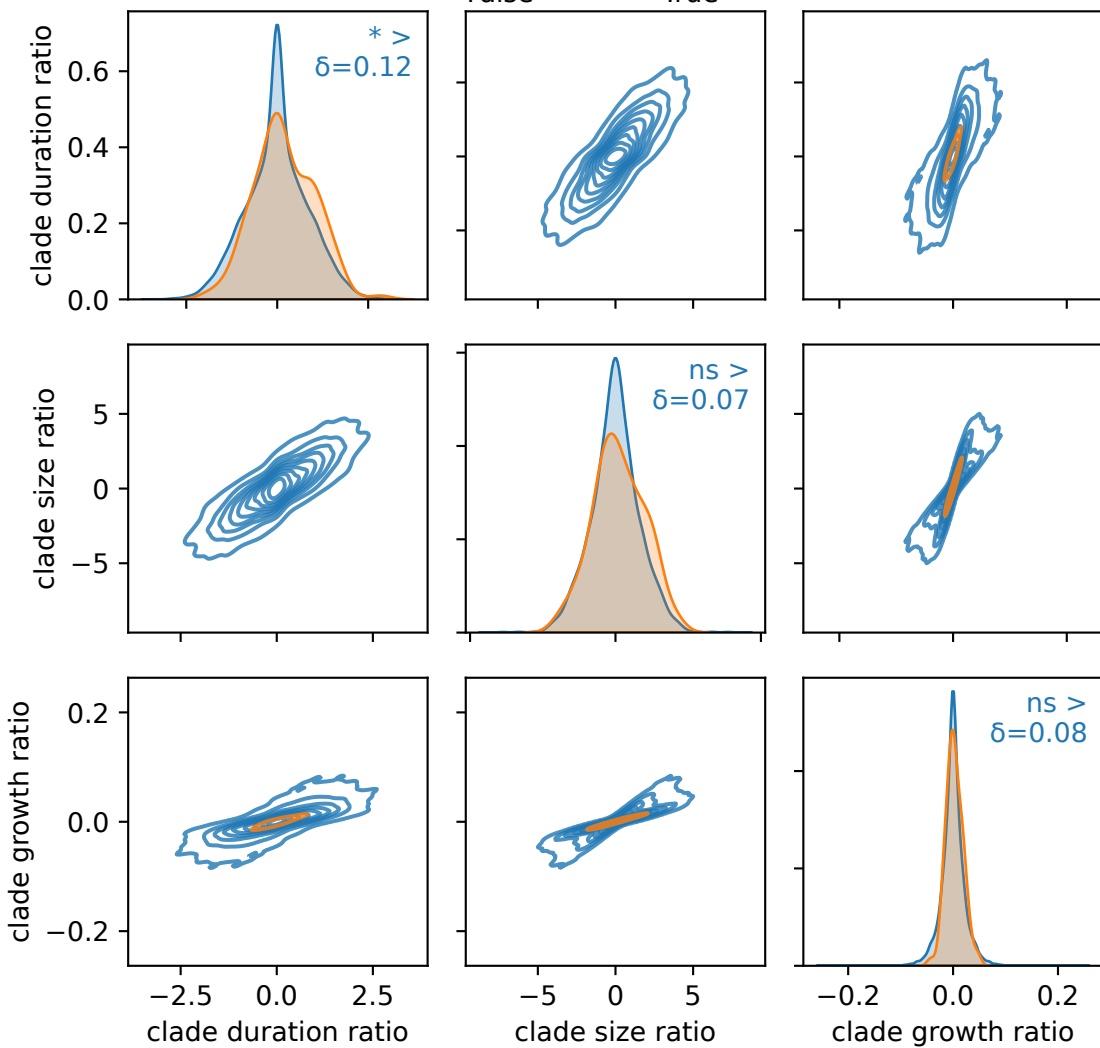 clade duration ratio
0.6
0.4
0.2
0.0
* >
δ=0.12
clade size ratio
5
0
−5
ns >
δ=0.07
clade growth ratio
0.2
0.0
−0.2
ns >
δ=0.08
−2.5 0.0 2.5
−5 0 5
−0.2 0.0 0.2
clade duration ratio
clade size ratio
clade growth ratio